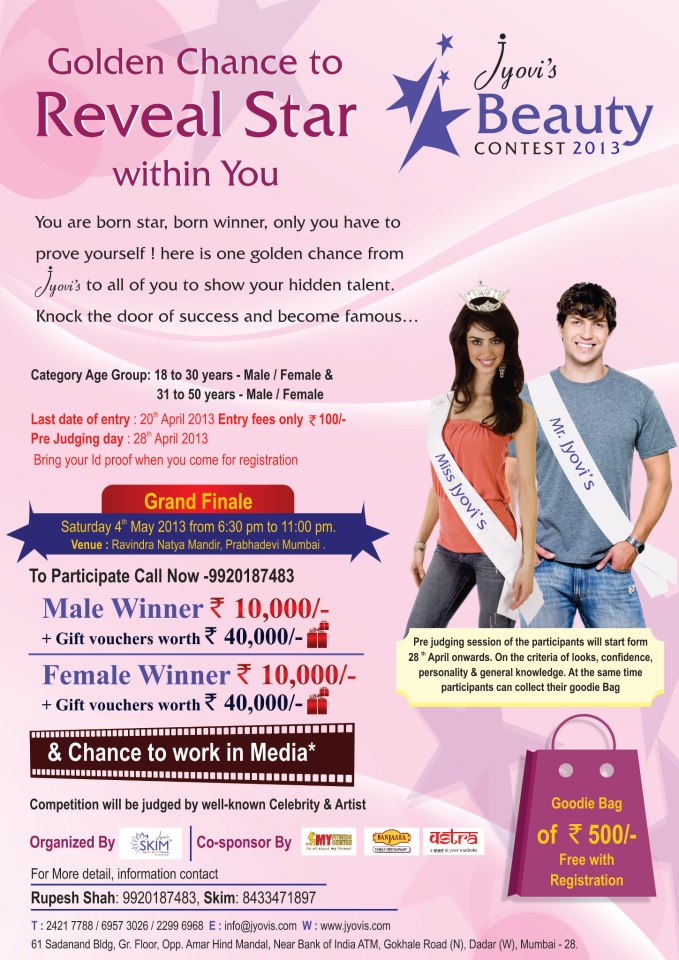 Golden Chance to
Reveal Star
within You
Jyovi's
Beauty
CONTEST 2013
You are born star, born winner, only you have to
prove yourself ! here is one golden chance from
Jyovi's to all of you to show your hidden talent.
Knock the door of success and become famous...
Category Age Group: 18 to 30 years - Male / Female &
31 to 50 years - Male / Female
Last date of entry : 20th April 2013 Entry fees only ₹ 100/-
Pre Judging day : 28th April 2013
Bring your Id proof when you come for registration
Grand Finale
Saturday 4th May 2013 from 6:30 pm to 11:00 pm.
Venue : Ravindra Natya Mandir, Prabhadevi Mumbai .
Miss Jyovi's
Mr. Jyovi's
To Participate Call Now -9920187483
Male Winner ₹ 10,000/-
+ Gift vouchers worth ₹ 40,000/-
Female Winner ₹ 10,000/-
+ Gift vouchers worth ₹ 40,000/-
Pre judging session of the participants will start form
28 th April onwards. On the criteria of looks, confidence,
personality & general knowledge. At the same time
participants can collect their goodie Bag
& Chance to work in Media*
Goodie Bag
of ₹ 500/-
Free with
Registration
Competition will be judged by well-known Celebrity & Artist
Organized By
Jyovi's
SKIM
Co-sponsor By
MY FITNESS CENTRE
BANJAARA
FAMILY RESTAURANT
astra
a must in your wardrobe
For More detail, information contact
Rupesh Shah: 9920187483, Skim: 8433471897
T : 2421 7788 / 6957 3026 / 2299 6968 E : info@jyovis.com W : www.jyovis.com
61 Sadanand Bldg, Gr. Floor, Opp. Amar Hind Mandal, Near Bank of India ATM, Gokhale Road (N), Dadar (W), Mumbai - 28.